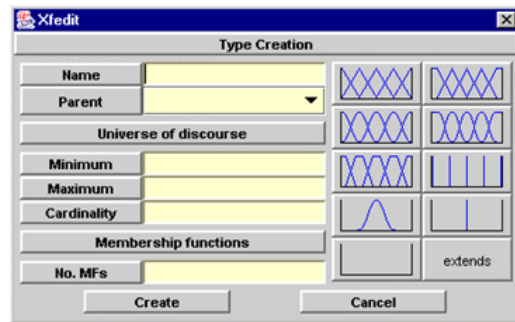 Xfedit
Type Creation
Name
Parent
Universe of discourse
Minimum
Maximum
Cardinality
Membership functions
No. MFs
extends
Create Cancel